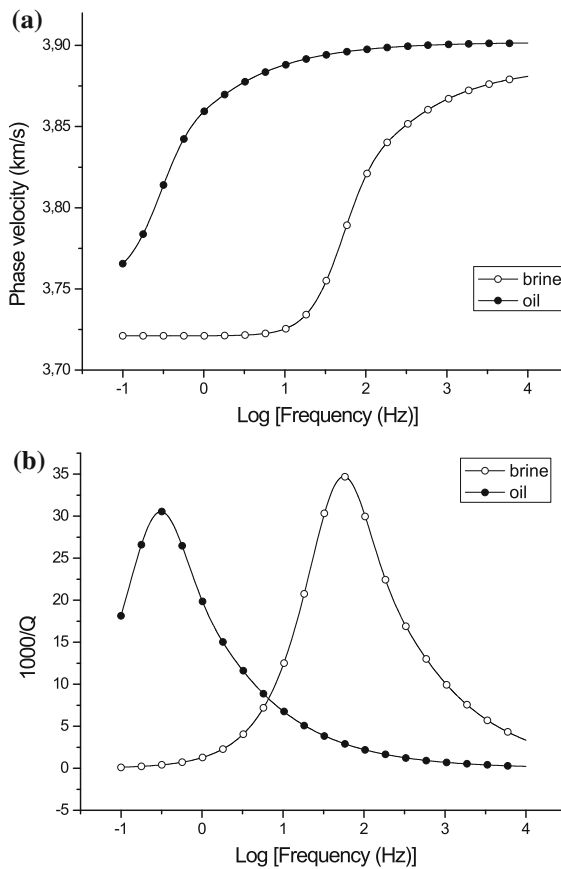 (a)
3,90
3,85
3,80
3,75
3,70
Phase velocity (km/s)
brine
oil
-1 0 1 2 3 4
Log [Frequency (Hz)]
(b)
35
30
25
20
15
10
5
0
-5
1000/Q
brine
oil
-1 0 1 2 3 4
Log [Frequency (Hz)]